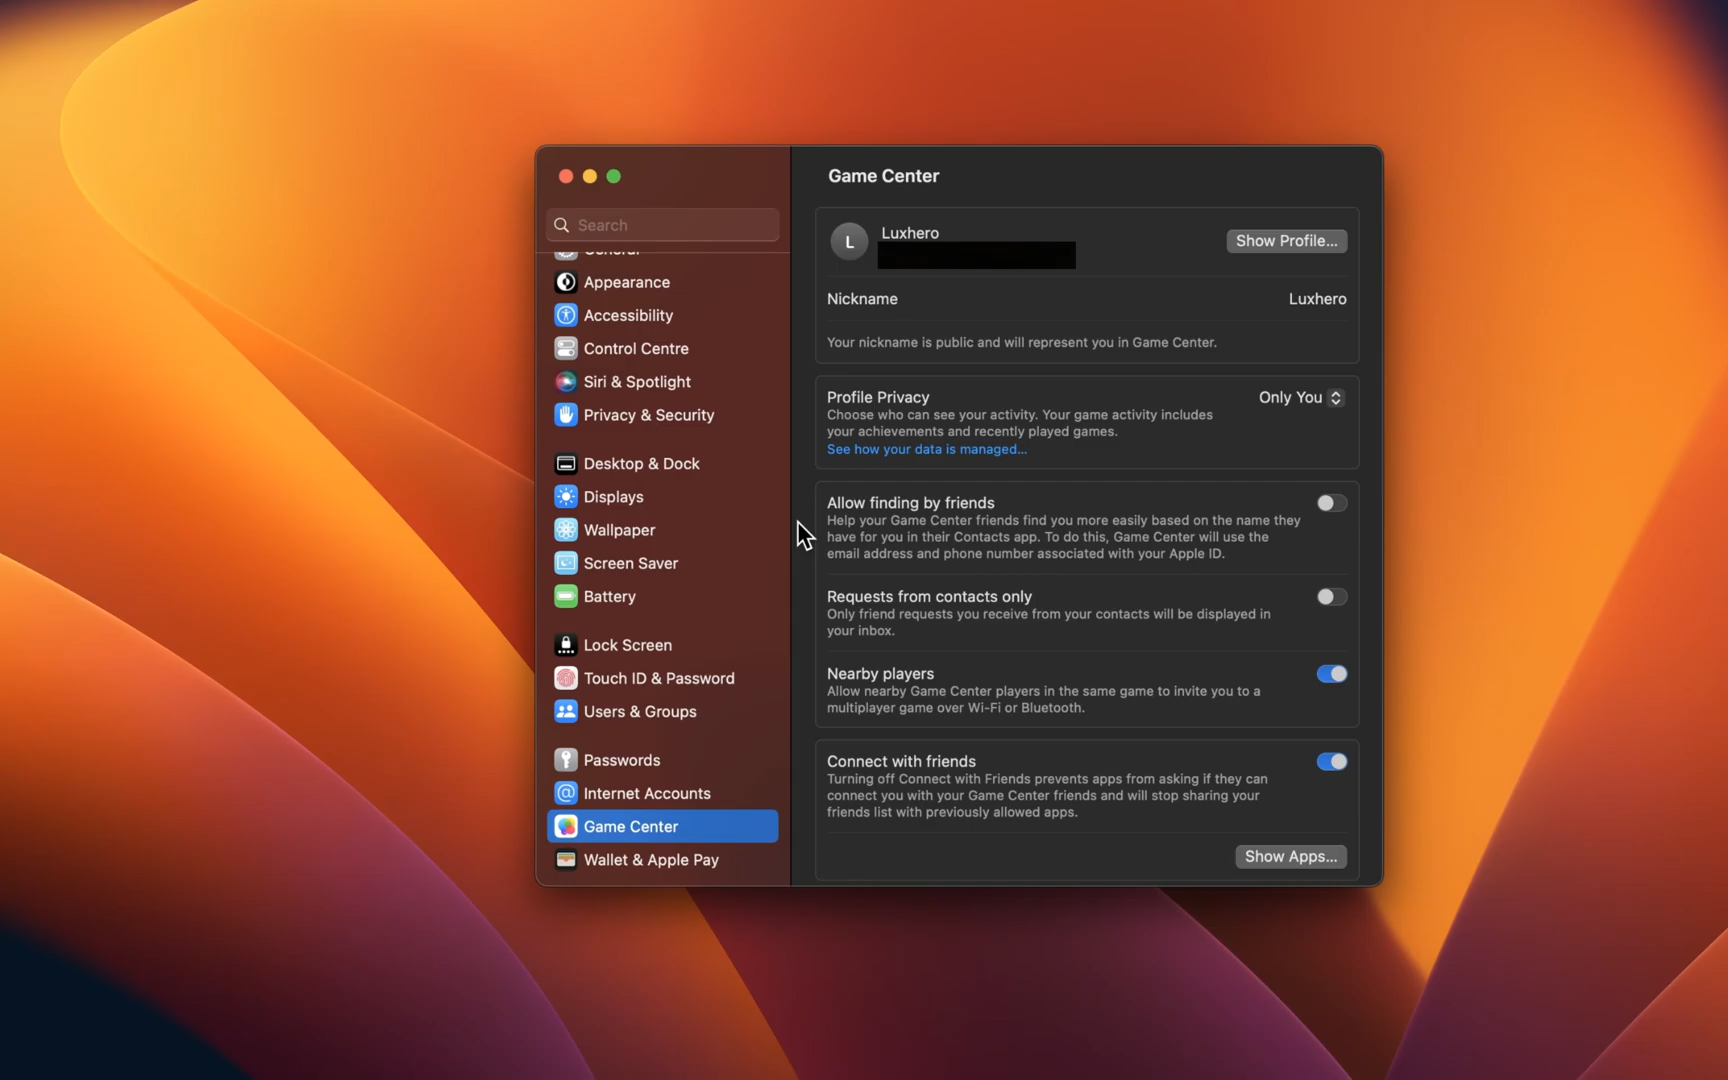 Search
Appearance
Accessibility
Control Centre
Siri & Spotlight
Privacy & Security
Desktop & Dock
Displays
Wallpaper
Screen Saver
Battery
Lock Screen
Touch ID & Password
Users & Groups
Passwords
Internet Accounts
Game Center
Wallet & Apple Pay
Game Center
L
Luxhero
Show Profile...
Nickname
Luxhero
Your nickname is public and will represent you in Game Center.
Profile Privacy
Only You
Choose who can see your activity. Your game activity includes
your achievements and recently played games.
See how your data is managed...
Allow finding by friends
Help your Game Center friends find you more easily based on the name they
have for you in their Contacts app. To do this, Game Center will use the
email address and phone number associated with your Apple ID.
Requests from contacts only
Only friend requests you receive from your contacts will be displayed in
your inbox.
Nearby players
Allow nearby Game Center players in the same game to invite you to a
multiplayer game over Wi-Fi or Bluetooth.
Connect with friends
Turning off Connect with Friends prevents apps from asking if they can
connect you with your Game Center friends and will stop sharing your
friends list with previously allowed apps.
Show Apps...